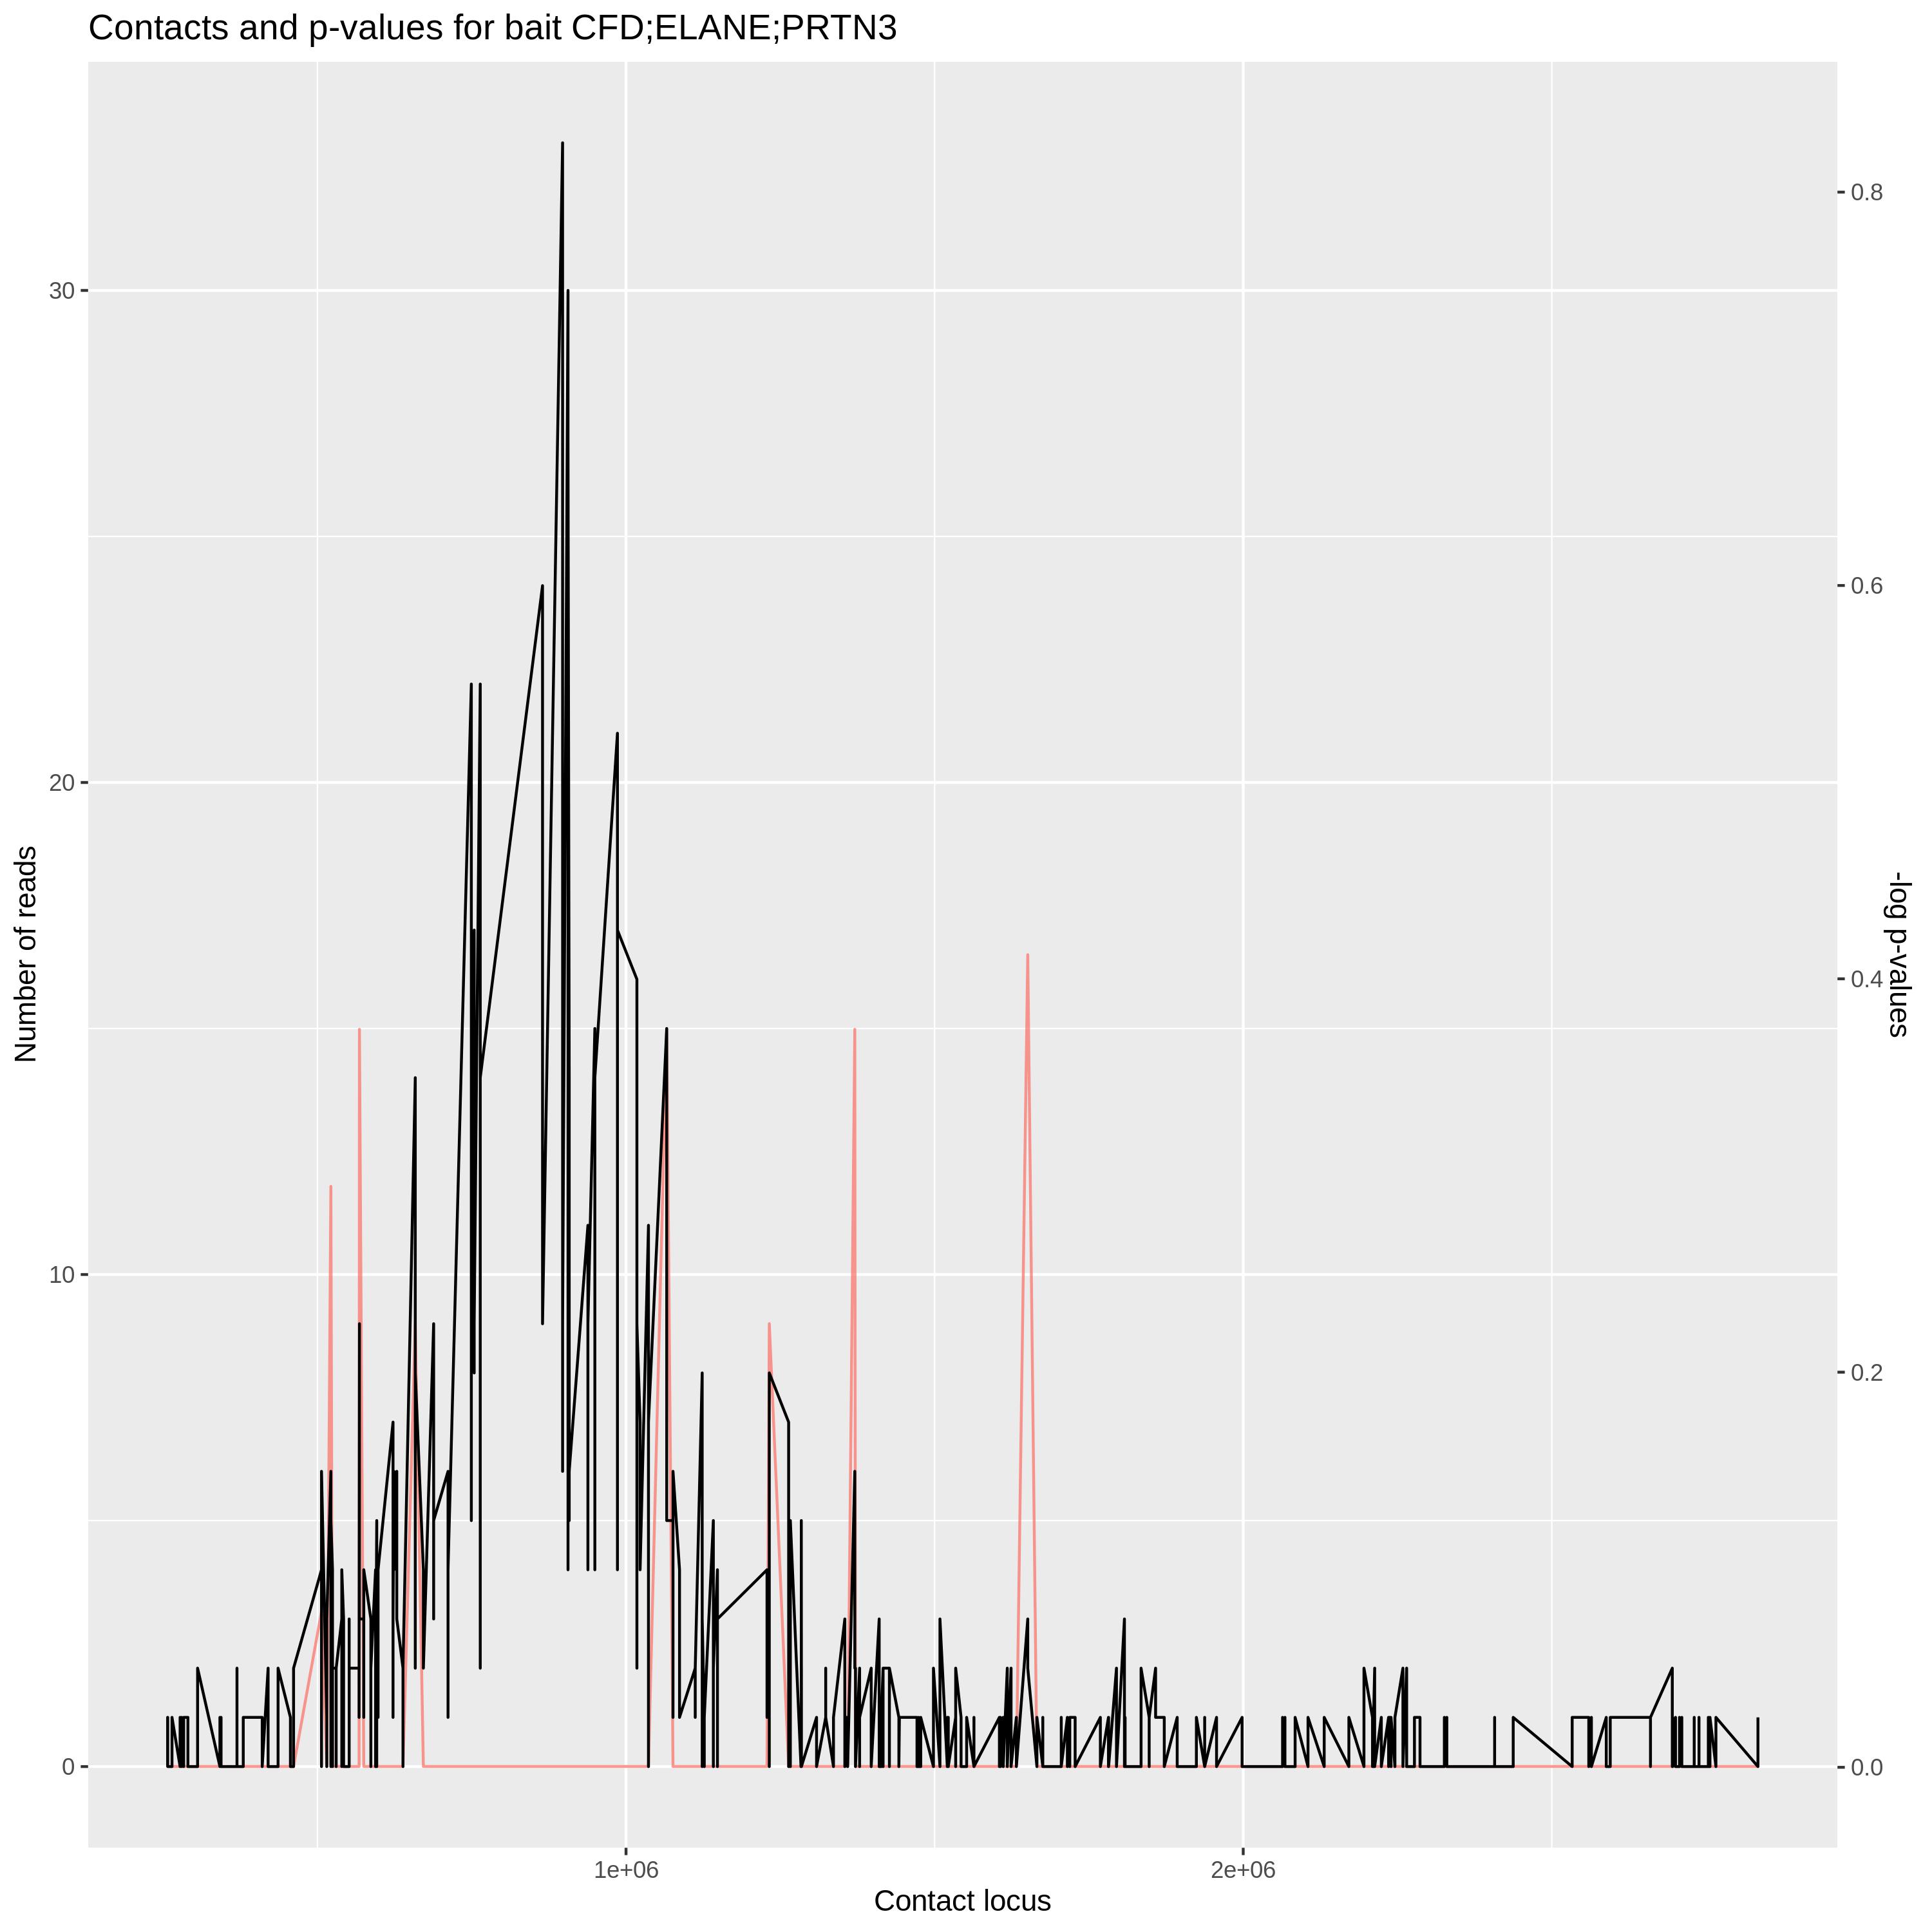 Contacts and p-values for bait CFD;ELANE;PRTN3
30
20
10
0
Number of reads
0.8
0.6
0.4
0.2
0.0
-log p-values
1e+06
2e+06
Contact locus